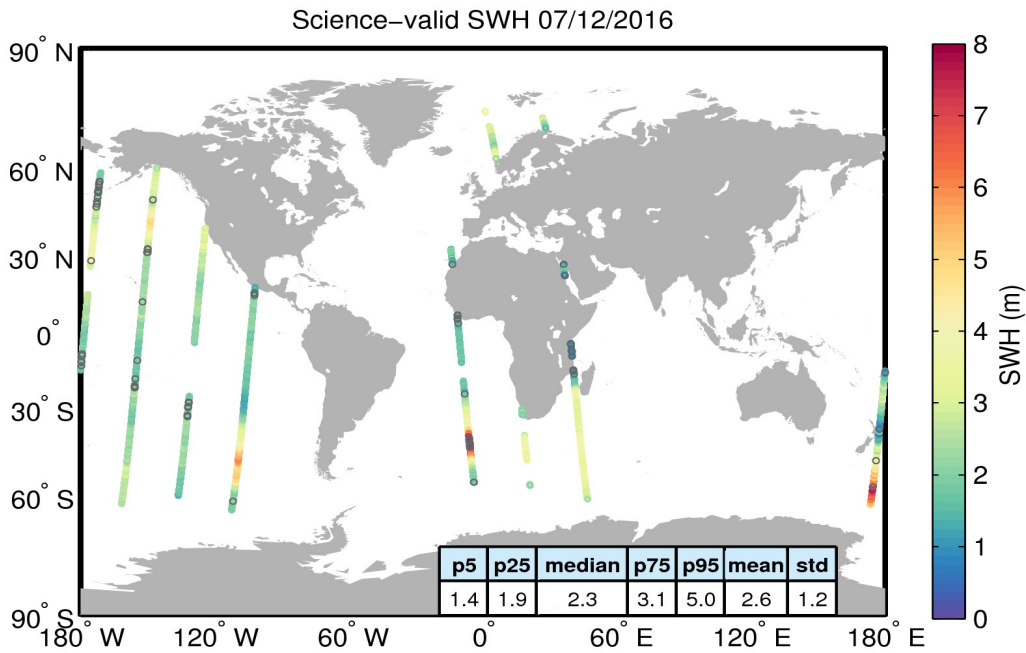 Science−valid SWH 07/12/2016
90° N
60° N
30° N
0°
30° S
60° S
90° S
180° W
120° W
60° W
0°
60° E
120° E
180° E
p5 p25 median p75 p95 mean std
1.4 1.9 2.3 3.1 5.0 2.6 1.2
8
7
6
5
4
3
2
1
0
SWH (m)